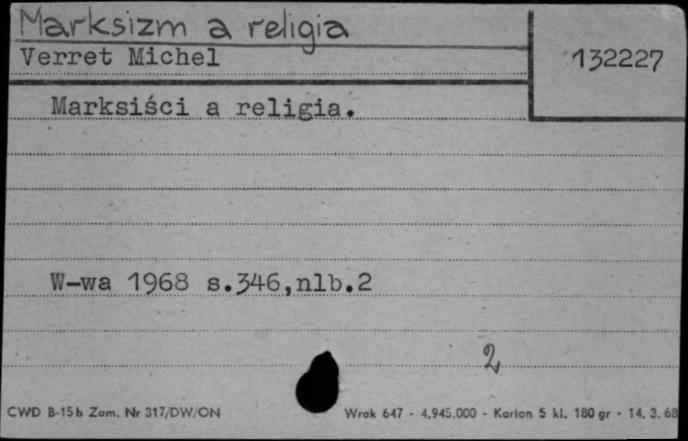 Marksizm a religia
Verret Michel
132227
Marksiści a religia.
W-wa 1968 s.346,nlb.2
2
CWD B-15b Zam. Nr 317/DW/ON
Wrak 647 - 4.945.000 - Karton 5 kl. 180 gr - 14. 3. 68